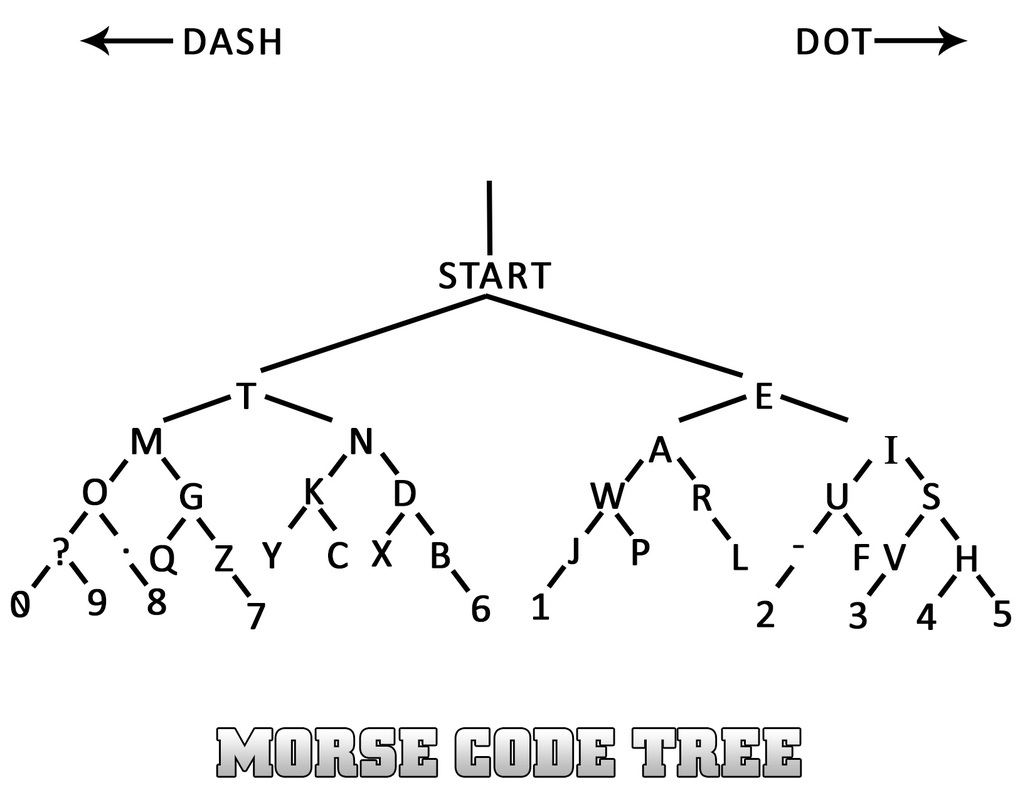 DASH DOT
START
T E
M N A I
O G K D W R U S
? . Q Z Y C X B J P L - F V H
0 9 8 7 6 1 2 3 4 5
MORSE CODE TREE